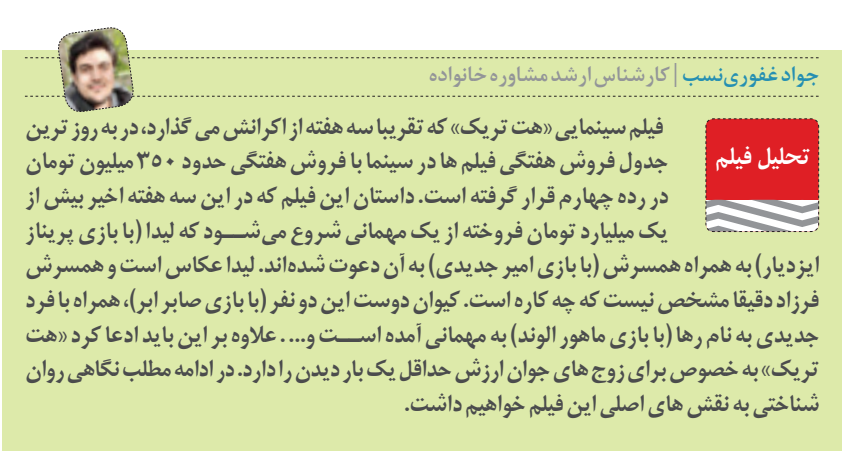 جواد غفوری‌نسب | کارشناس ارشد مشاوره خانواده
تحلیل فیلم
فیلم سینمایی «هت تریک» که تقریبا سه هفته از اکرانش می گذارد، در به روز ترین
جدول فروش هفتگی فیلم ها در سینما با فروش هفتگی حدود ۳۵۰ میلیون تومان
در رده چهارم قرار گرفته است. داستان این فیلم که در این سه هفته اخیر بیش از
یک میلیارد تومان فروخته از یک مهمانی شروع می‌شود که لیدا (با بازی پریناز
ایزدیار) به همراه همسرش (با بازی امیر جدیدی) به آن دعوت شده‌اند. لیدا عکاس است و همسرش
فرزاد دقیقا مشخص نیست که چه کاره است. کیوان دوست این دو نفر (با بازی صابر ابر)، همراه با فرد
جدیدی به نام رها (با بازی ماهور الوند) به مهمانی آمده است و... . علاوه بر این باید ادعا کرد «هت
تریک» به خصوص برای زوج های جوان ارزش حداقل یک بار دیدن را دارد. در ادامه مطلب نگاهی روان
شناختی به نقش های اصلی این فیلم خواهیم داشت.